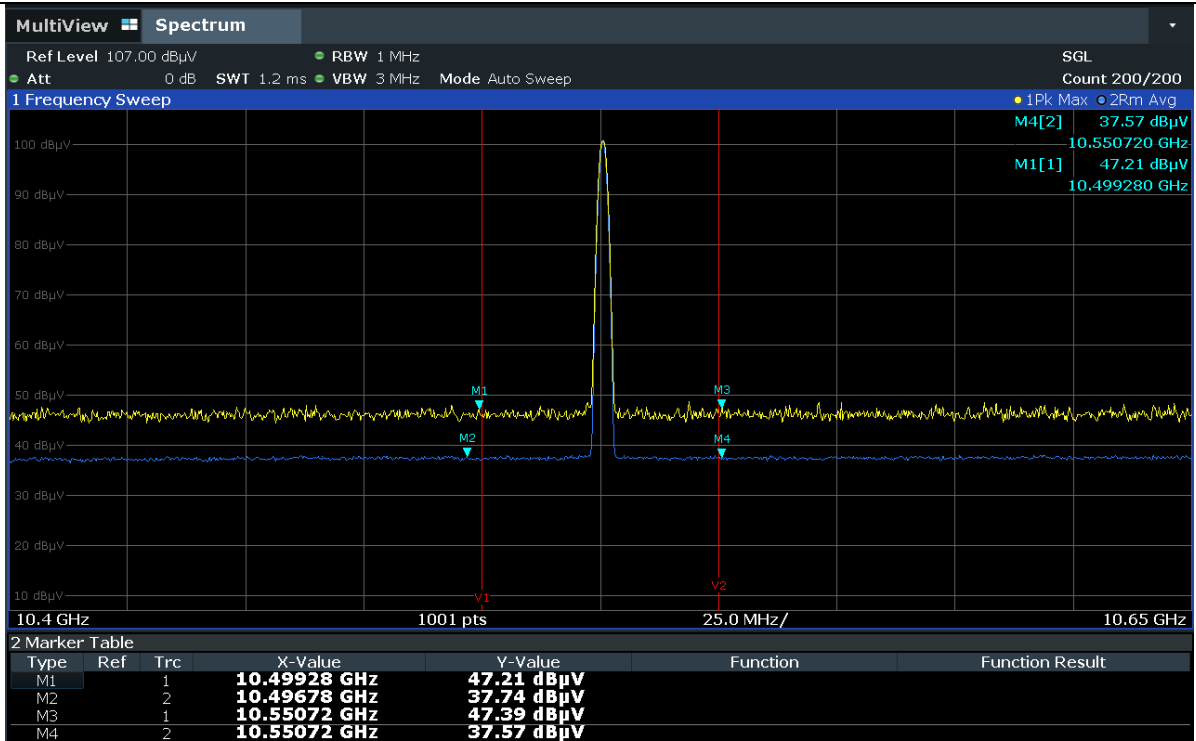 MultiView Spectrum
Ref Level 107.00 dBµV RBW 1 MHz SGL
Att 0 dB SWT 1.2 ms VBW 3 MHz Mode Auto Sweep Count 200/200
1 Frequency Sweep 1Pk Max 2Rm Avg
M4[2] 37.57 dBµV
10.550720 GHz
M1[1] 47.21 dBµV
10.499280 GHz
100 dBµV
90 dBµV
80 dBµV
70 dBµV
60 dBµV
50 dBµV
M1 M3
40 dBµV
M2 M4
30 dBµV
20 dBµV
10 dBµV
V1 V2
10.4 GHz 1001 pts 25.0 MHz/ 10.65 GHz
2 Marker Table
Type Ref Trc X-Value Y-Value Function Function Result
M1 1 10.49928 GHz 47.21 dBµV
M2 2 10.49678 GHz 37.74 dBµV
M3 1 10.55072 GHz 47.39 dBµV
M4 2 10.55072 GHz 37.57 dBµV